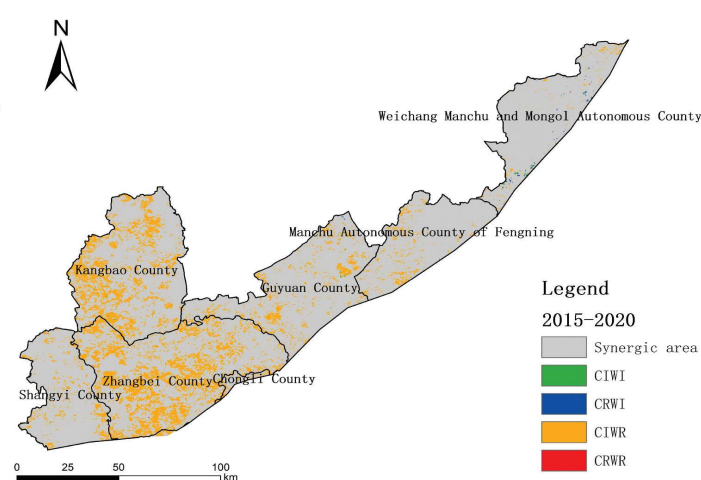 N
Weichang Manchu and Mongol Autonomous County
Manchu Autonomous County of Fengning
Kangbao County
Guyuan County
Zhangbei County
Chongli County
Shangyi County
Legend
2015-2020
Synergic area
CIWI
CRWI
CIWR
CRWR
0 25 50 100
km